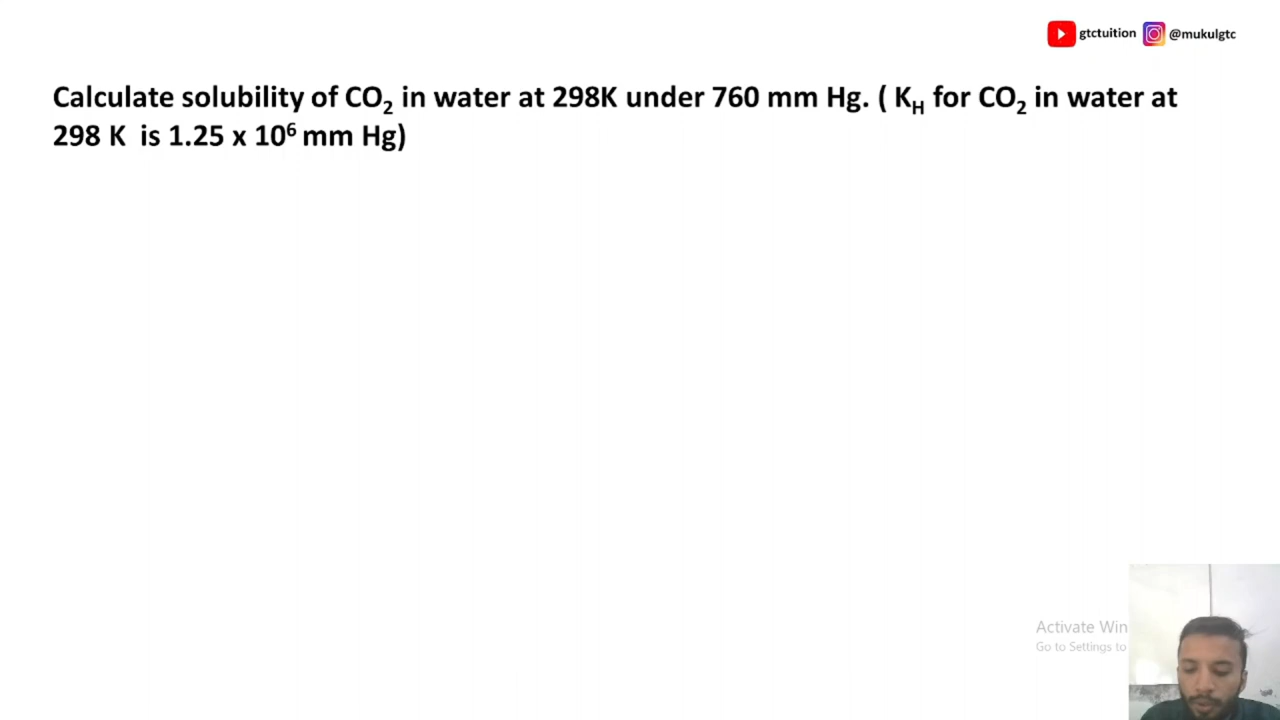 gtctuition @mukulgtc
Calculate solubility of CO₂ in water at 298K under 760 mm Hg. ( K_H for CO₂ in water at
298 K is 1.25 x 10⁶ mm Hg)
Activate Win
Go to Settings to